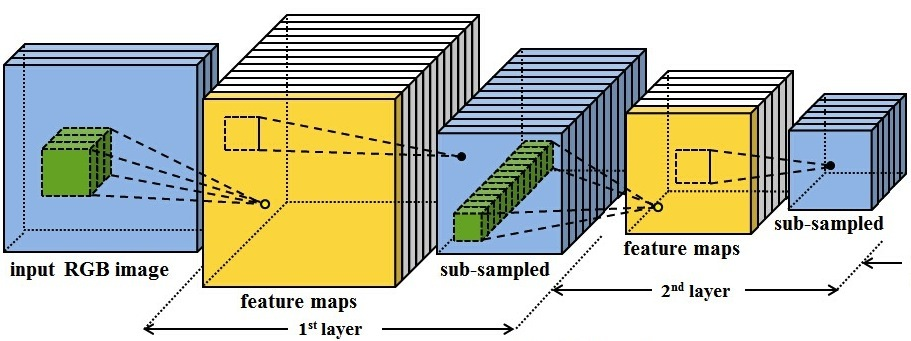 input RGB image
feature maps
sub-sampled
feature maps
sub-sampled
1st layer
2nd layer